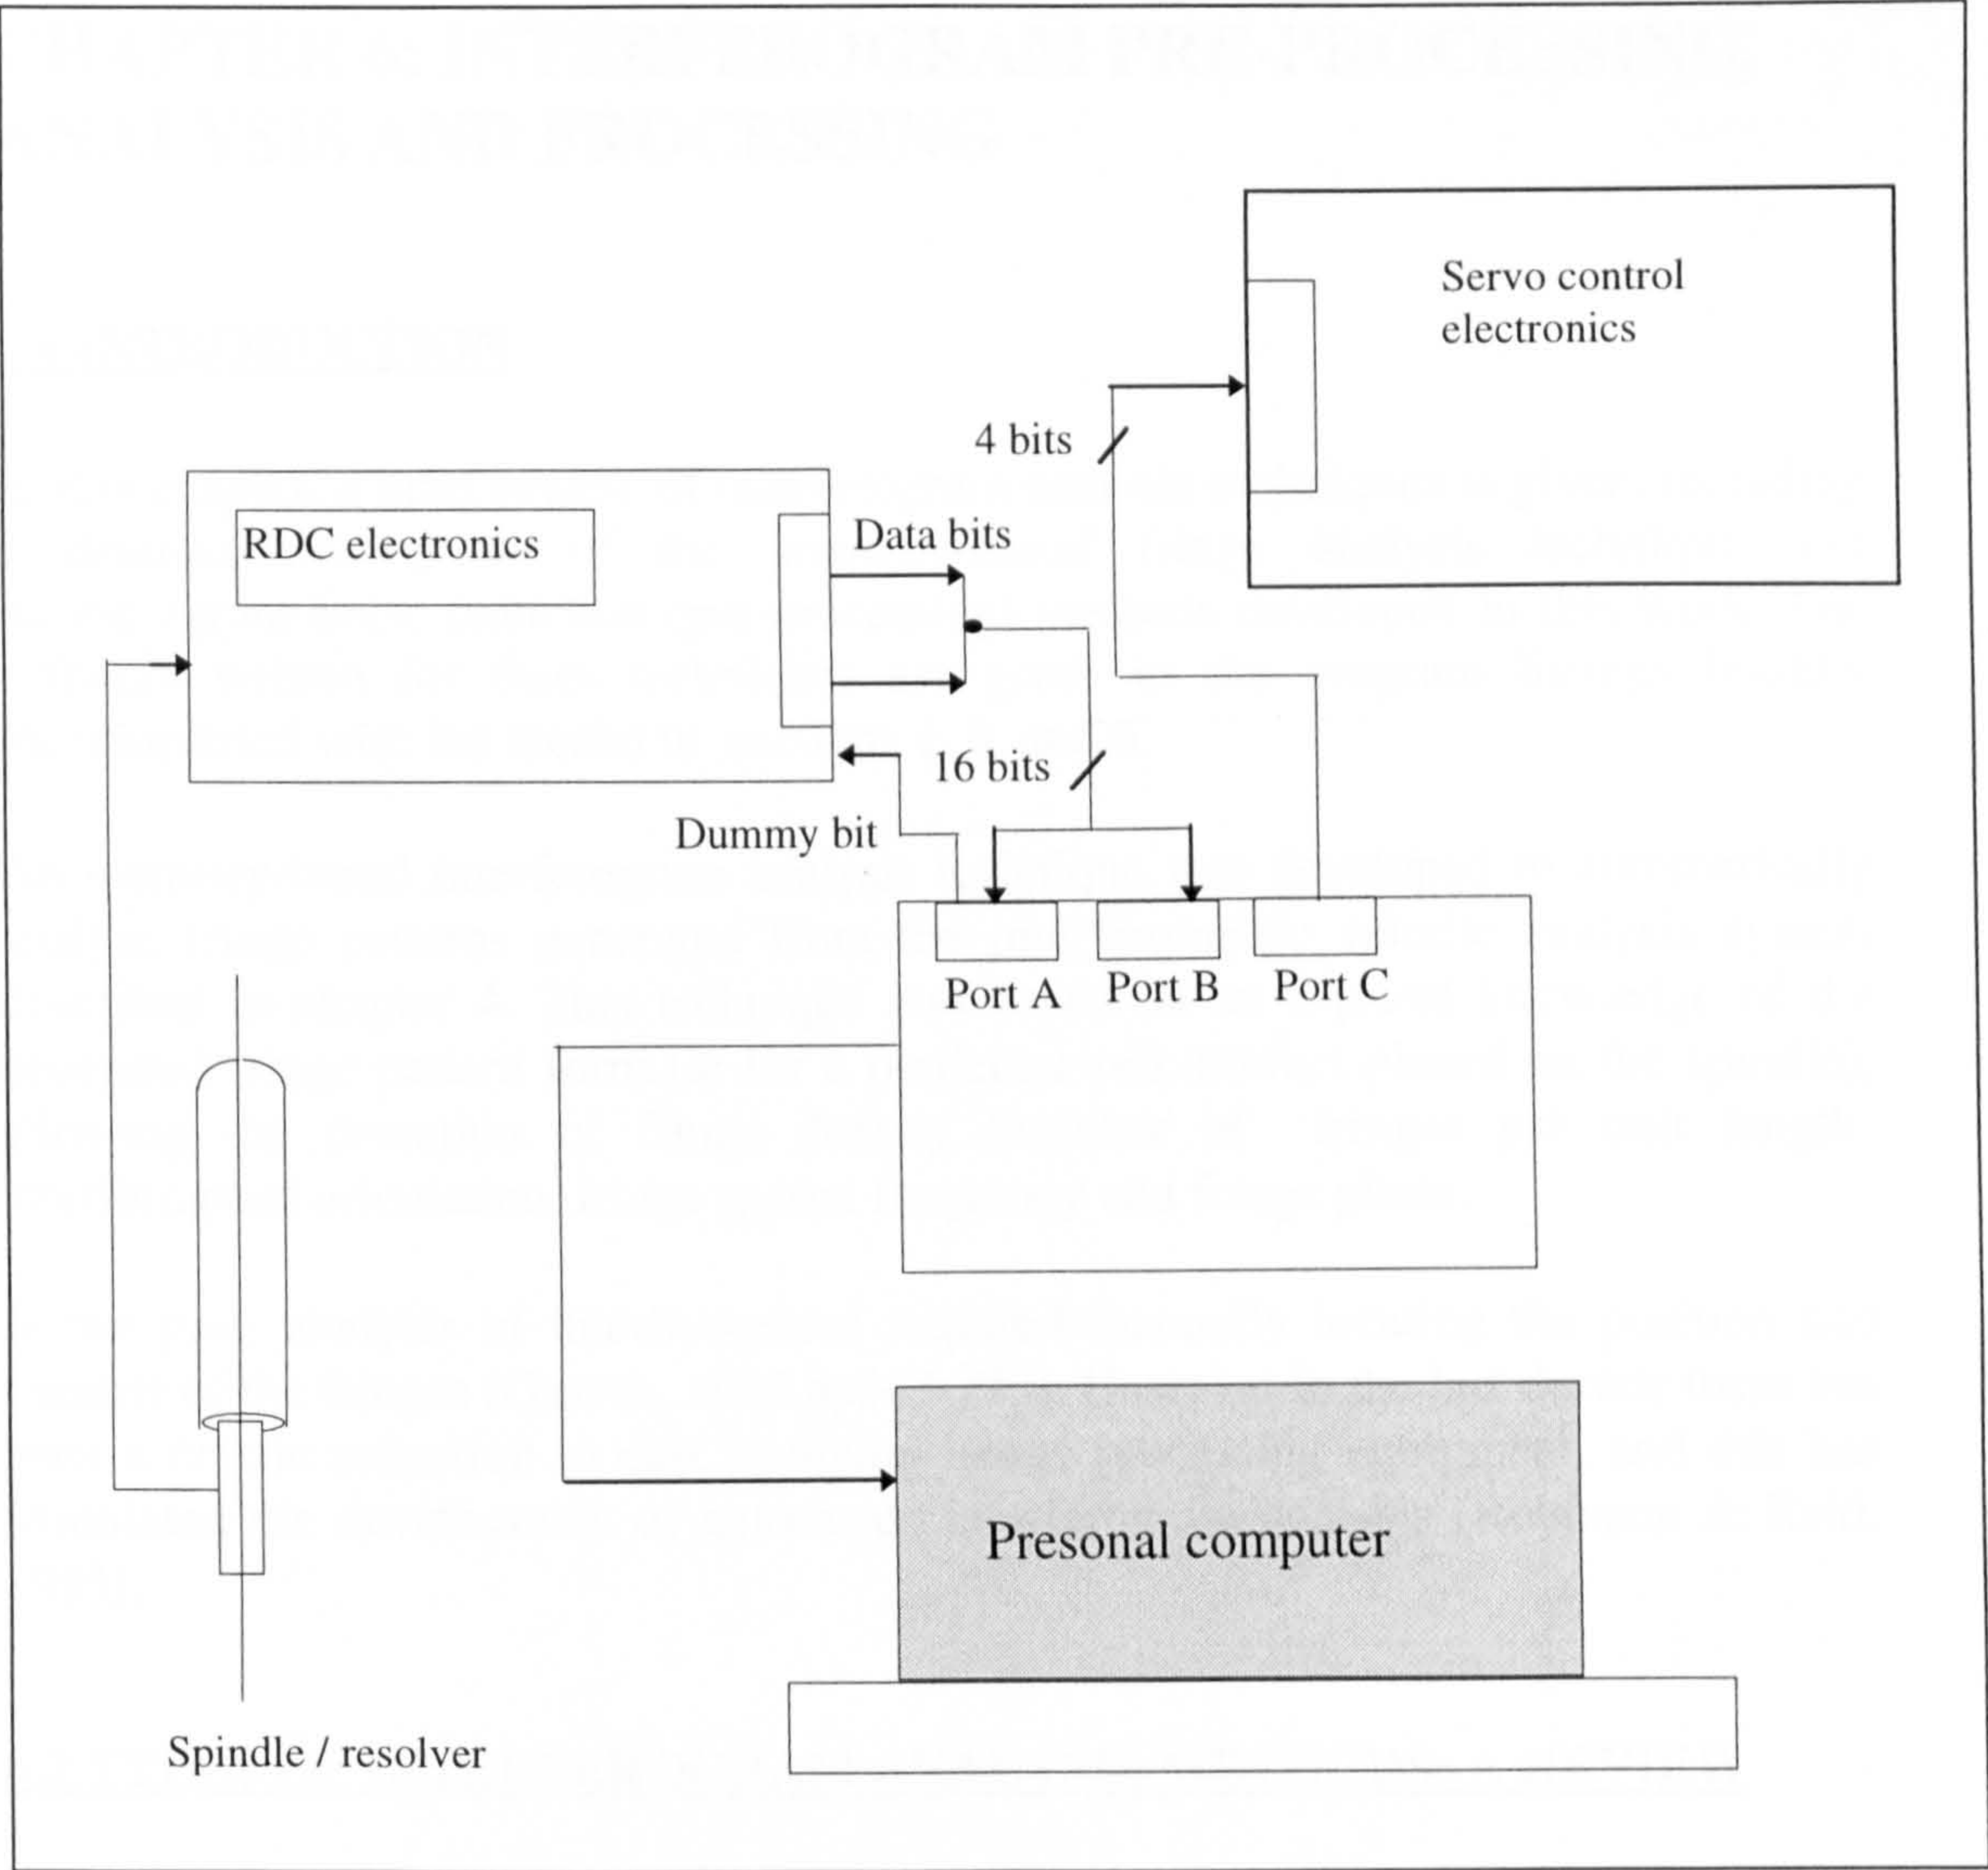 Servo control
electronics
4 bits
RDC electronics
Data bits
16 bits
Dummy bit
Port A
Port B
Port C
Presonal computer
Spindle / resolver